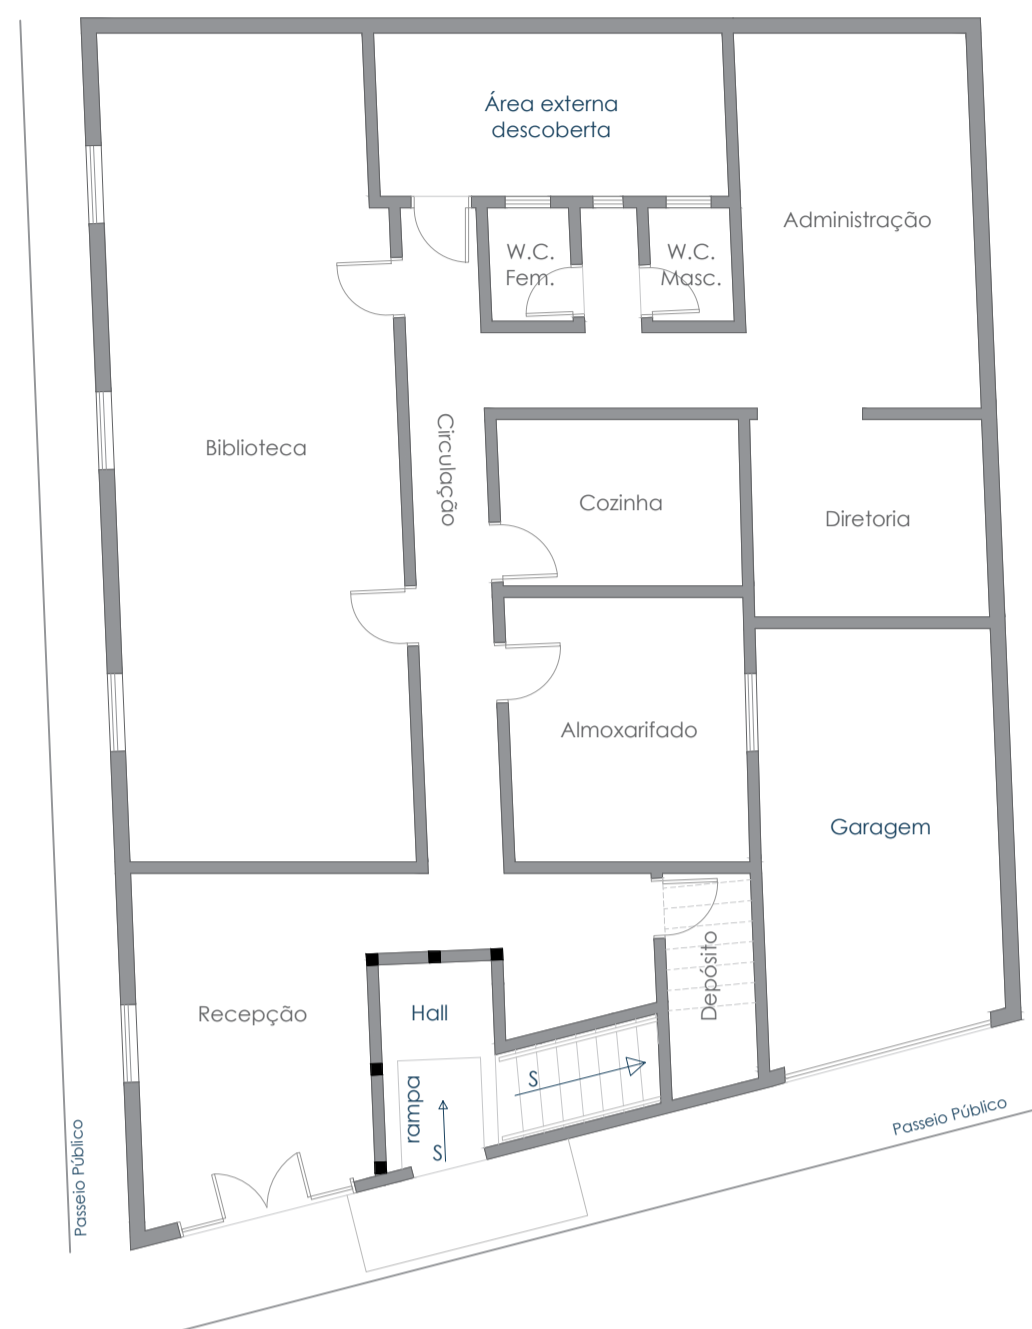 Área externa
descoberta
Administração
W.C.
Fem.
W.C.
Masc.
Biblioteca
Circulação
Cozinha
Diretoria
Almoxarifado
Garagem
Depósito
Recepção
Hall
rampa
S
S
Passeio Público
Passeio Público